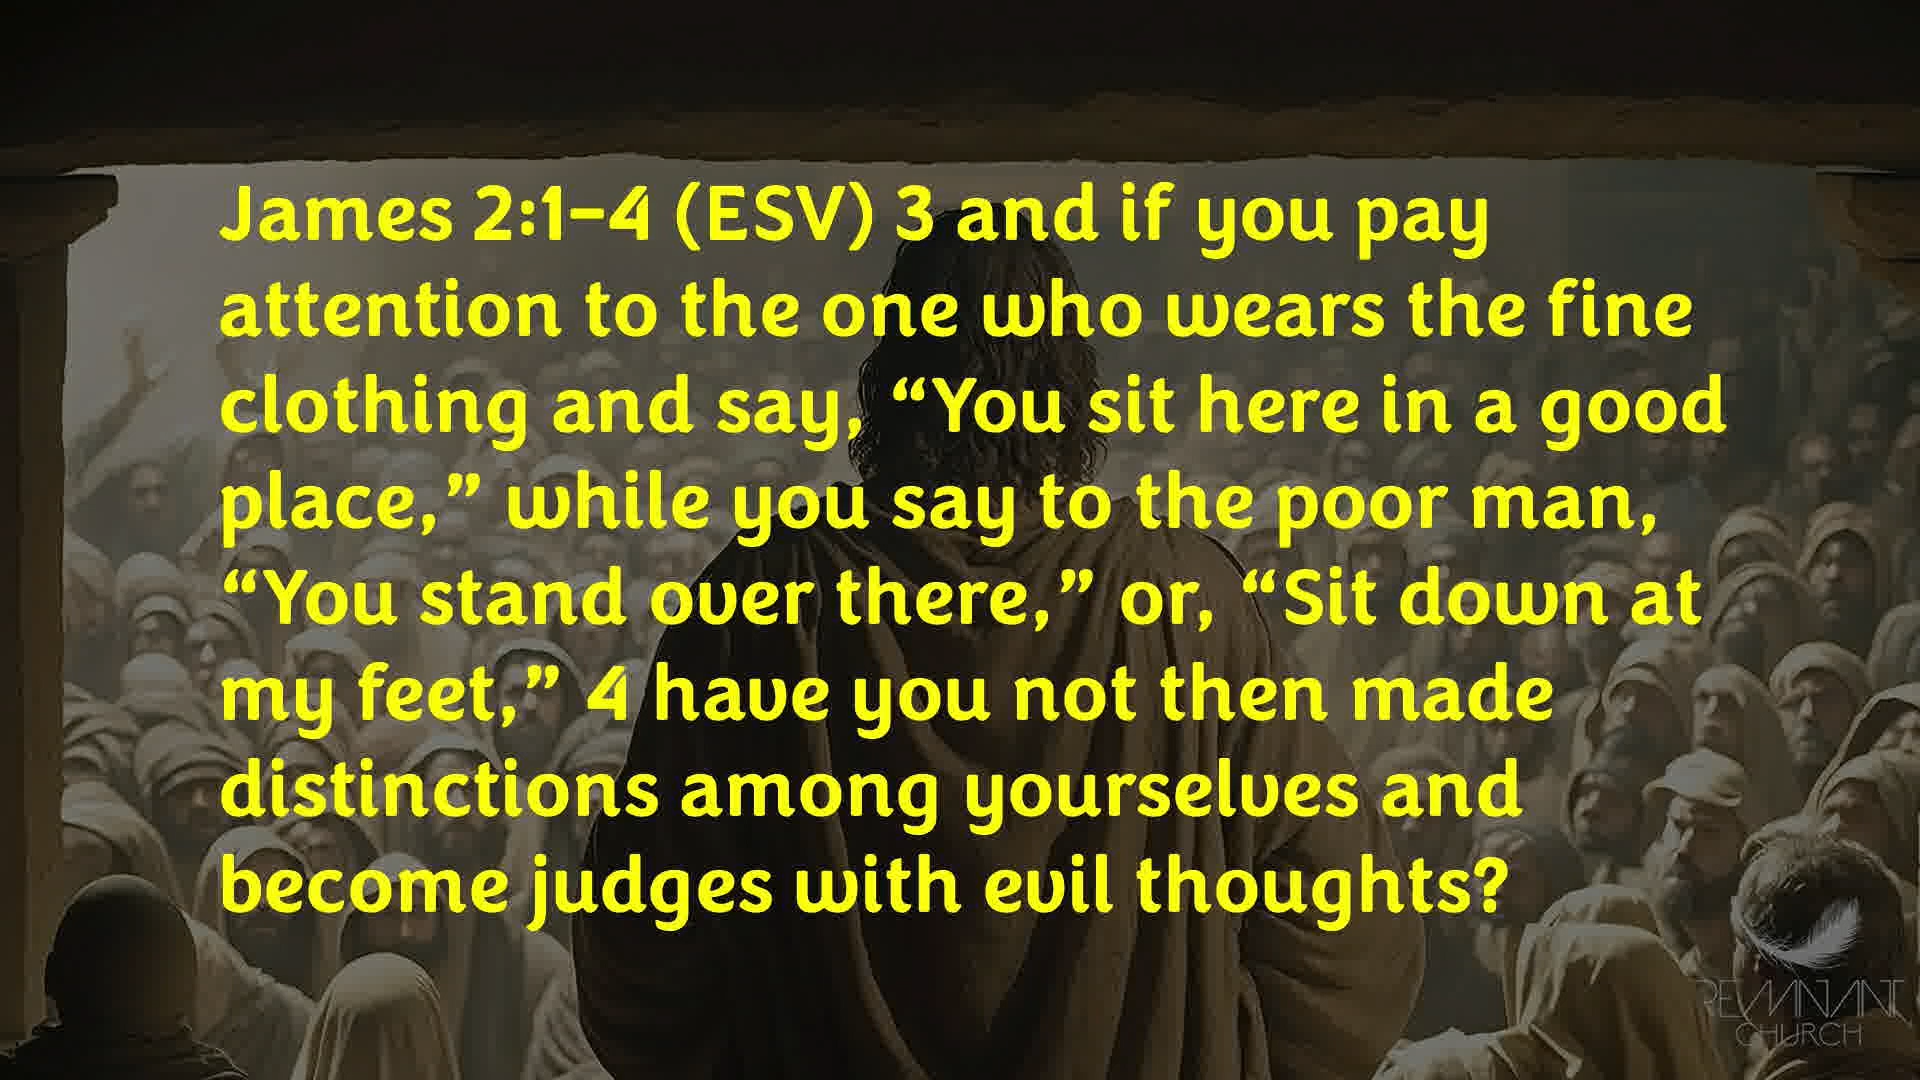 James 2:1-4 (ESV) 3 and if you pay
attention to the one who wears the fine
clothing and say, “You sit here in a good
place,” while you say to the poor man,
“You stand over there,” or, “Sit down at
my feet,” 4 have you not then made
distinctions among yourselves and
become judges with evil thoughts?
REMNANT
CHURCH